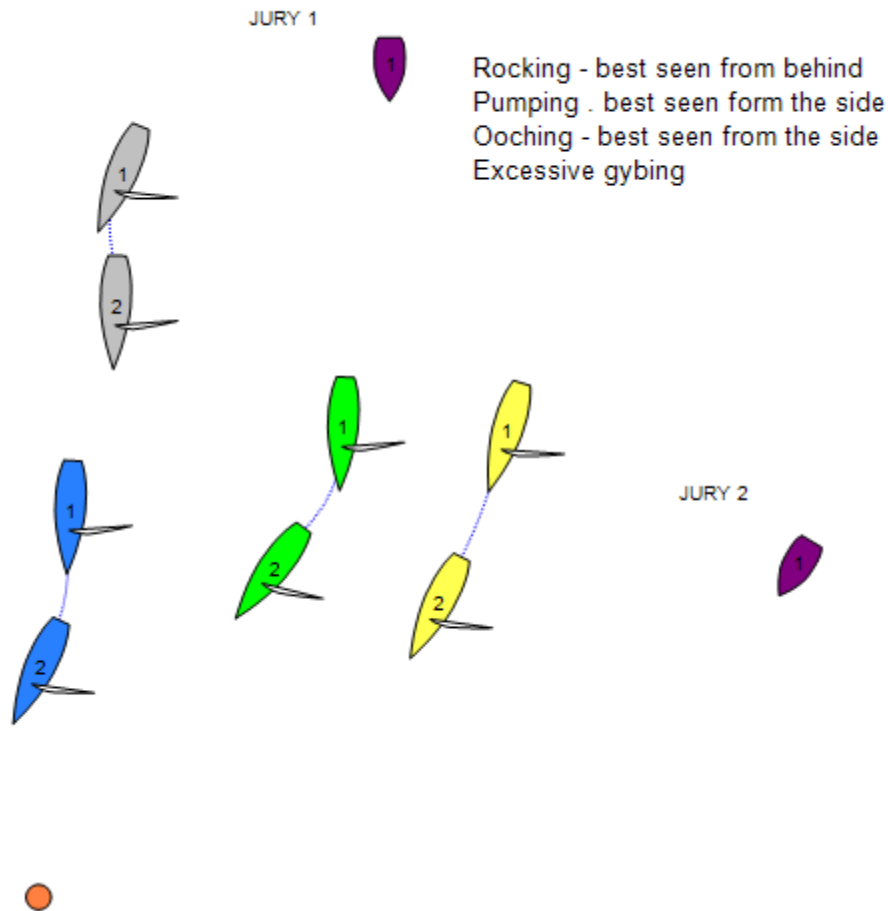 JURY 1
1
Rocking - best seen from behind
Pumping . best seen form the side
Ooching - best seen from the side
Excessive gybing
1
2
1
1
JURY 2
1
1
2
2
2